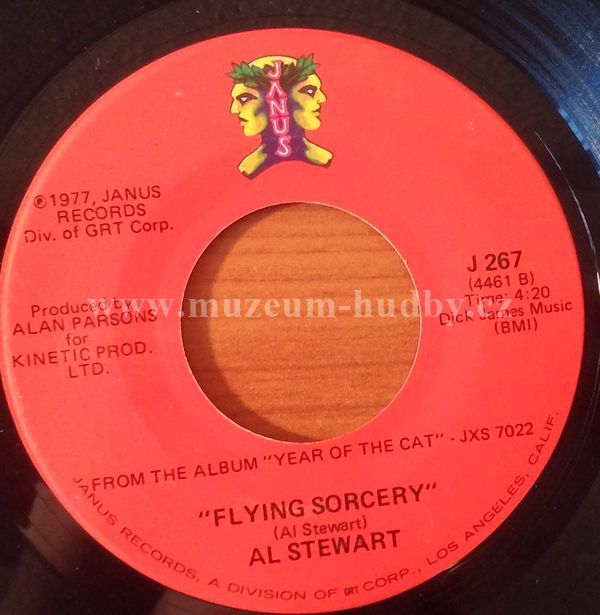 JANUS
℗1977, JANUS
RECORDS
Div. of GRT Corp.
J 267
(4461 B)
Time: 4:20
Dick James Music
(BMI)
Produced by
ALAN PARSONS
for
KINETIC PROD.
LTD.
www.muzeum-hudby.cz
FROM THE ALBUM "YEAR OF THE CAT" - JXS 7022
"FLYING SORCERY"
(Al Stewart)
AL STEWART
JANUS RECORDS, A DIVISION OF GRT CORP., LOS ANGELES, CALIF.